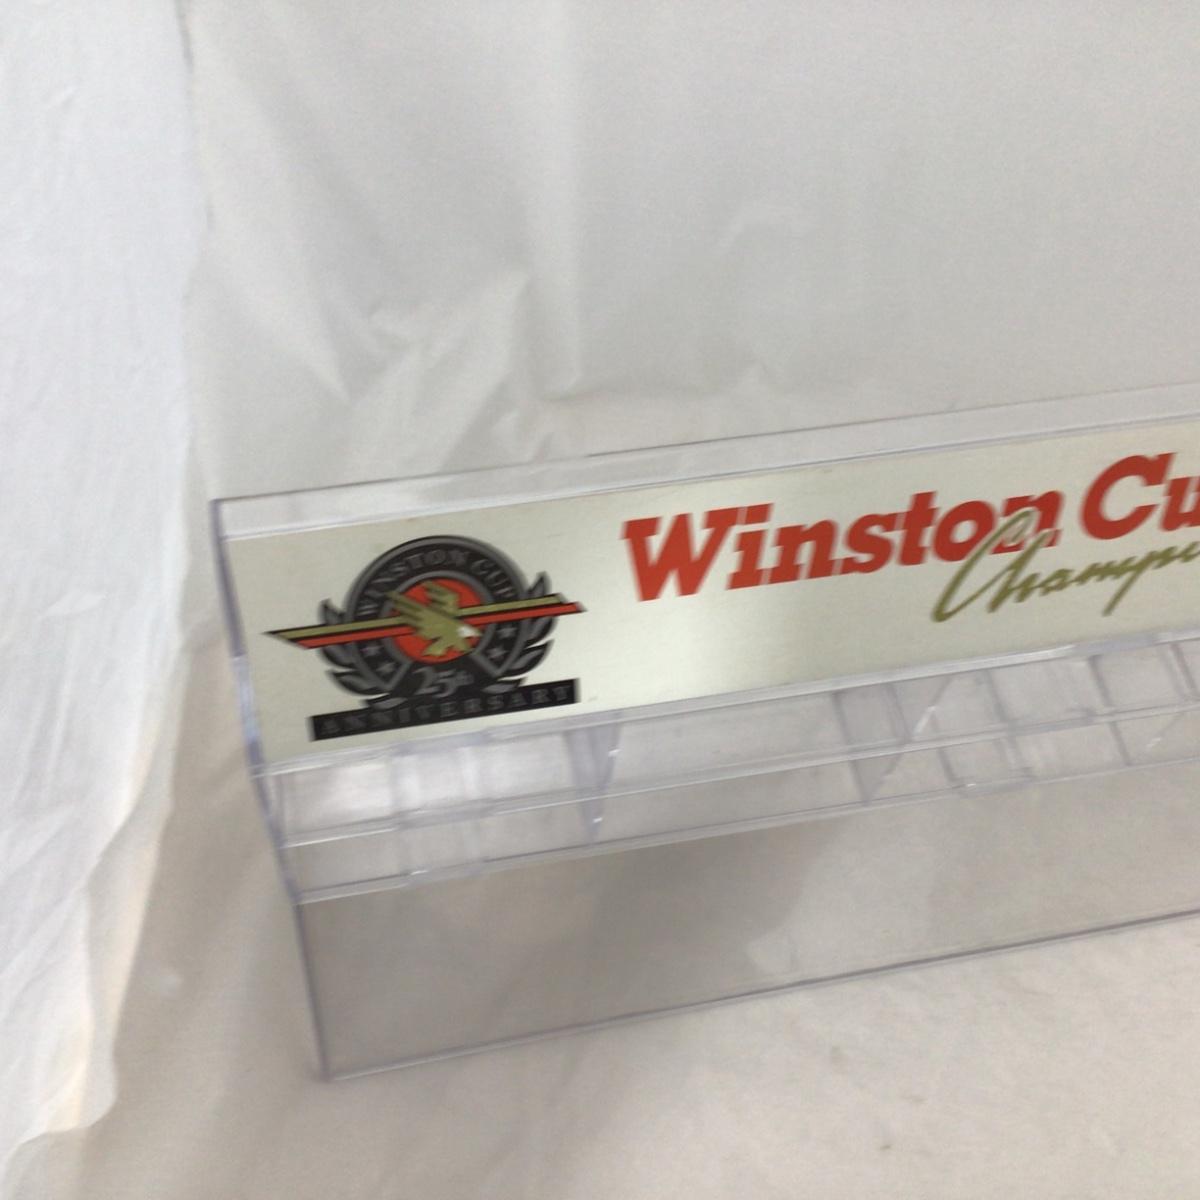 WINSTON CUP
25th
ANNIVERSARY
Winston Cu
Champi